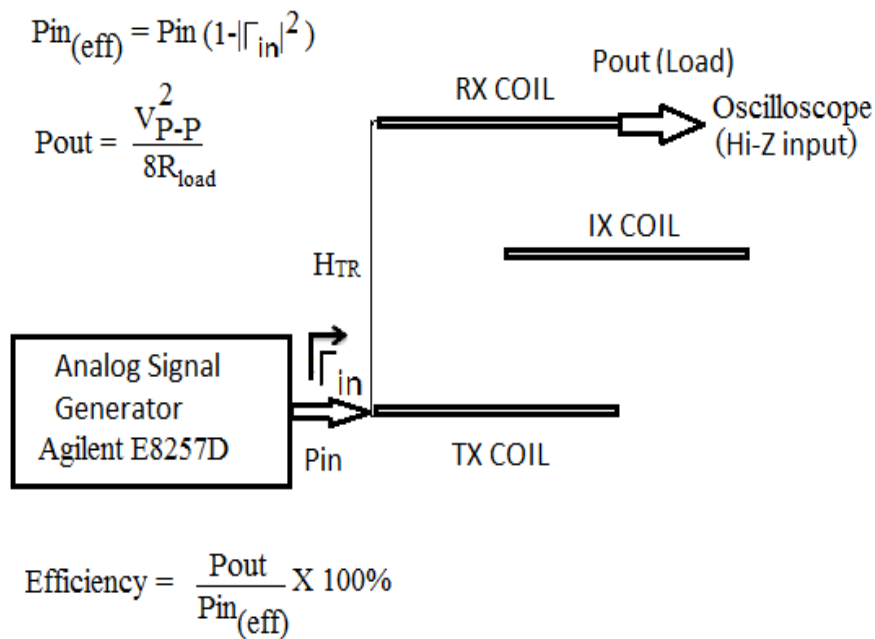 Pin(eff) = Pin (1-|Γin|²)
Pout = V²P-P / 8Rload
Pout (Load)
RX COIL
Oscilloscope
(Hi-Z input)
IX COIL
HTR
Analog Signal
Generator
Agilent E8257D
Γin
Pin
TX COIL
Efficiency = Pout / Pin(eff) X 100%